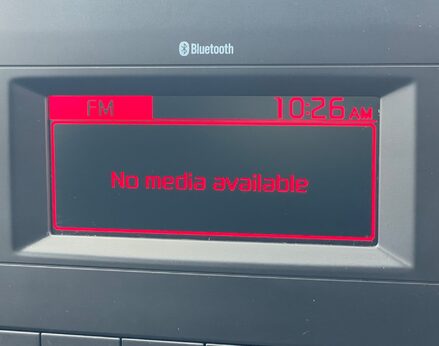 Bluetooth
FM 10:26 AM
No media available